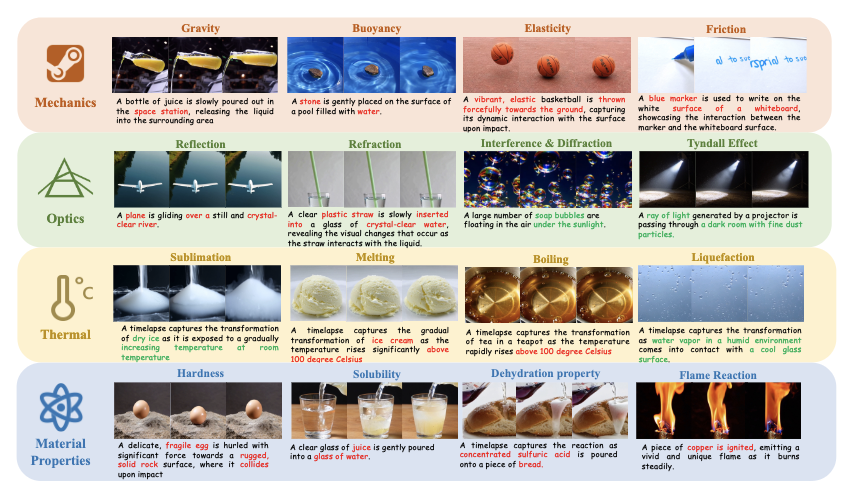 Gravity
Buoyancy
Elasticity
Friction
Mechanics
A bottle of juice is slowly poured out in
the space station, releasing the liquid
into the surrounding area
A stone is gently placed on the surface of
a pool filled with water.
A vibrant, elastic basketball is thrown
forcefully towards the ground, capturing
its dynamic interaction with the surface
upon impact.
A blue marker is used to write on the
white surface of a whiteboard,
showcasing the interaction between the
marker and the whiteboard surface.
Reflection
Refraction
Interference & Diffraction
Tyndall Effect
Optics
A plane is gliding over a still and crystal-
clear river.
A clear plastic straw is slowly inserted
into a glass of crystal-clear water,
revealing the visual changes that occur as
the straw interacts with the liquid.
A large number of soap bubbles are
floating in the air under the sunlight.
A ray of light generated by a projector is
passing through a dark room with fine dust
particles.
Sublimation
Melting
Boiling
Liquefaction
°C
Thermal
A timelapse captures the transformation
of dry ice as it is exposed to a gradually
increasing temperature at room
temperature
A timelapse captures the gradual
transformation of ice cream as the
temperature rises significantly above
100 degree Celsius
A timelapse captures the transformation
of tea in a teapot as the temperature
rapidly rises above 100 degree Celsius
A timelapse captures the transformation
as water vapor in a humid environment
comes into contact with a cool glass
surface.
Hardness
Solubility
Dehydration property
Flame Reaction
Material
Properties
A delicate, fragile egg is hurled with
significant force towards a rugged,
solid rock surface, where it collides
upon impact
A clear glass of juice is gently poured
into a glass of water.
A timelapse captures the reaction as
concentrated sulfuric acid is poured
onto a piece of bread.
A piece of copper is ignited, emitting a
vivid and unique flame as it burns
steadily.